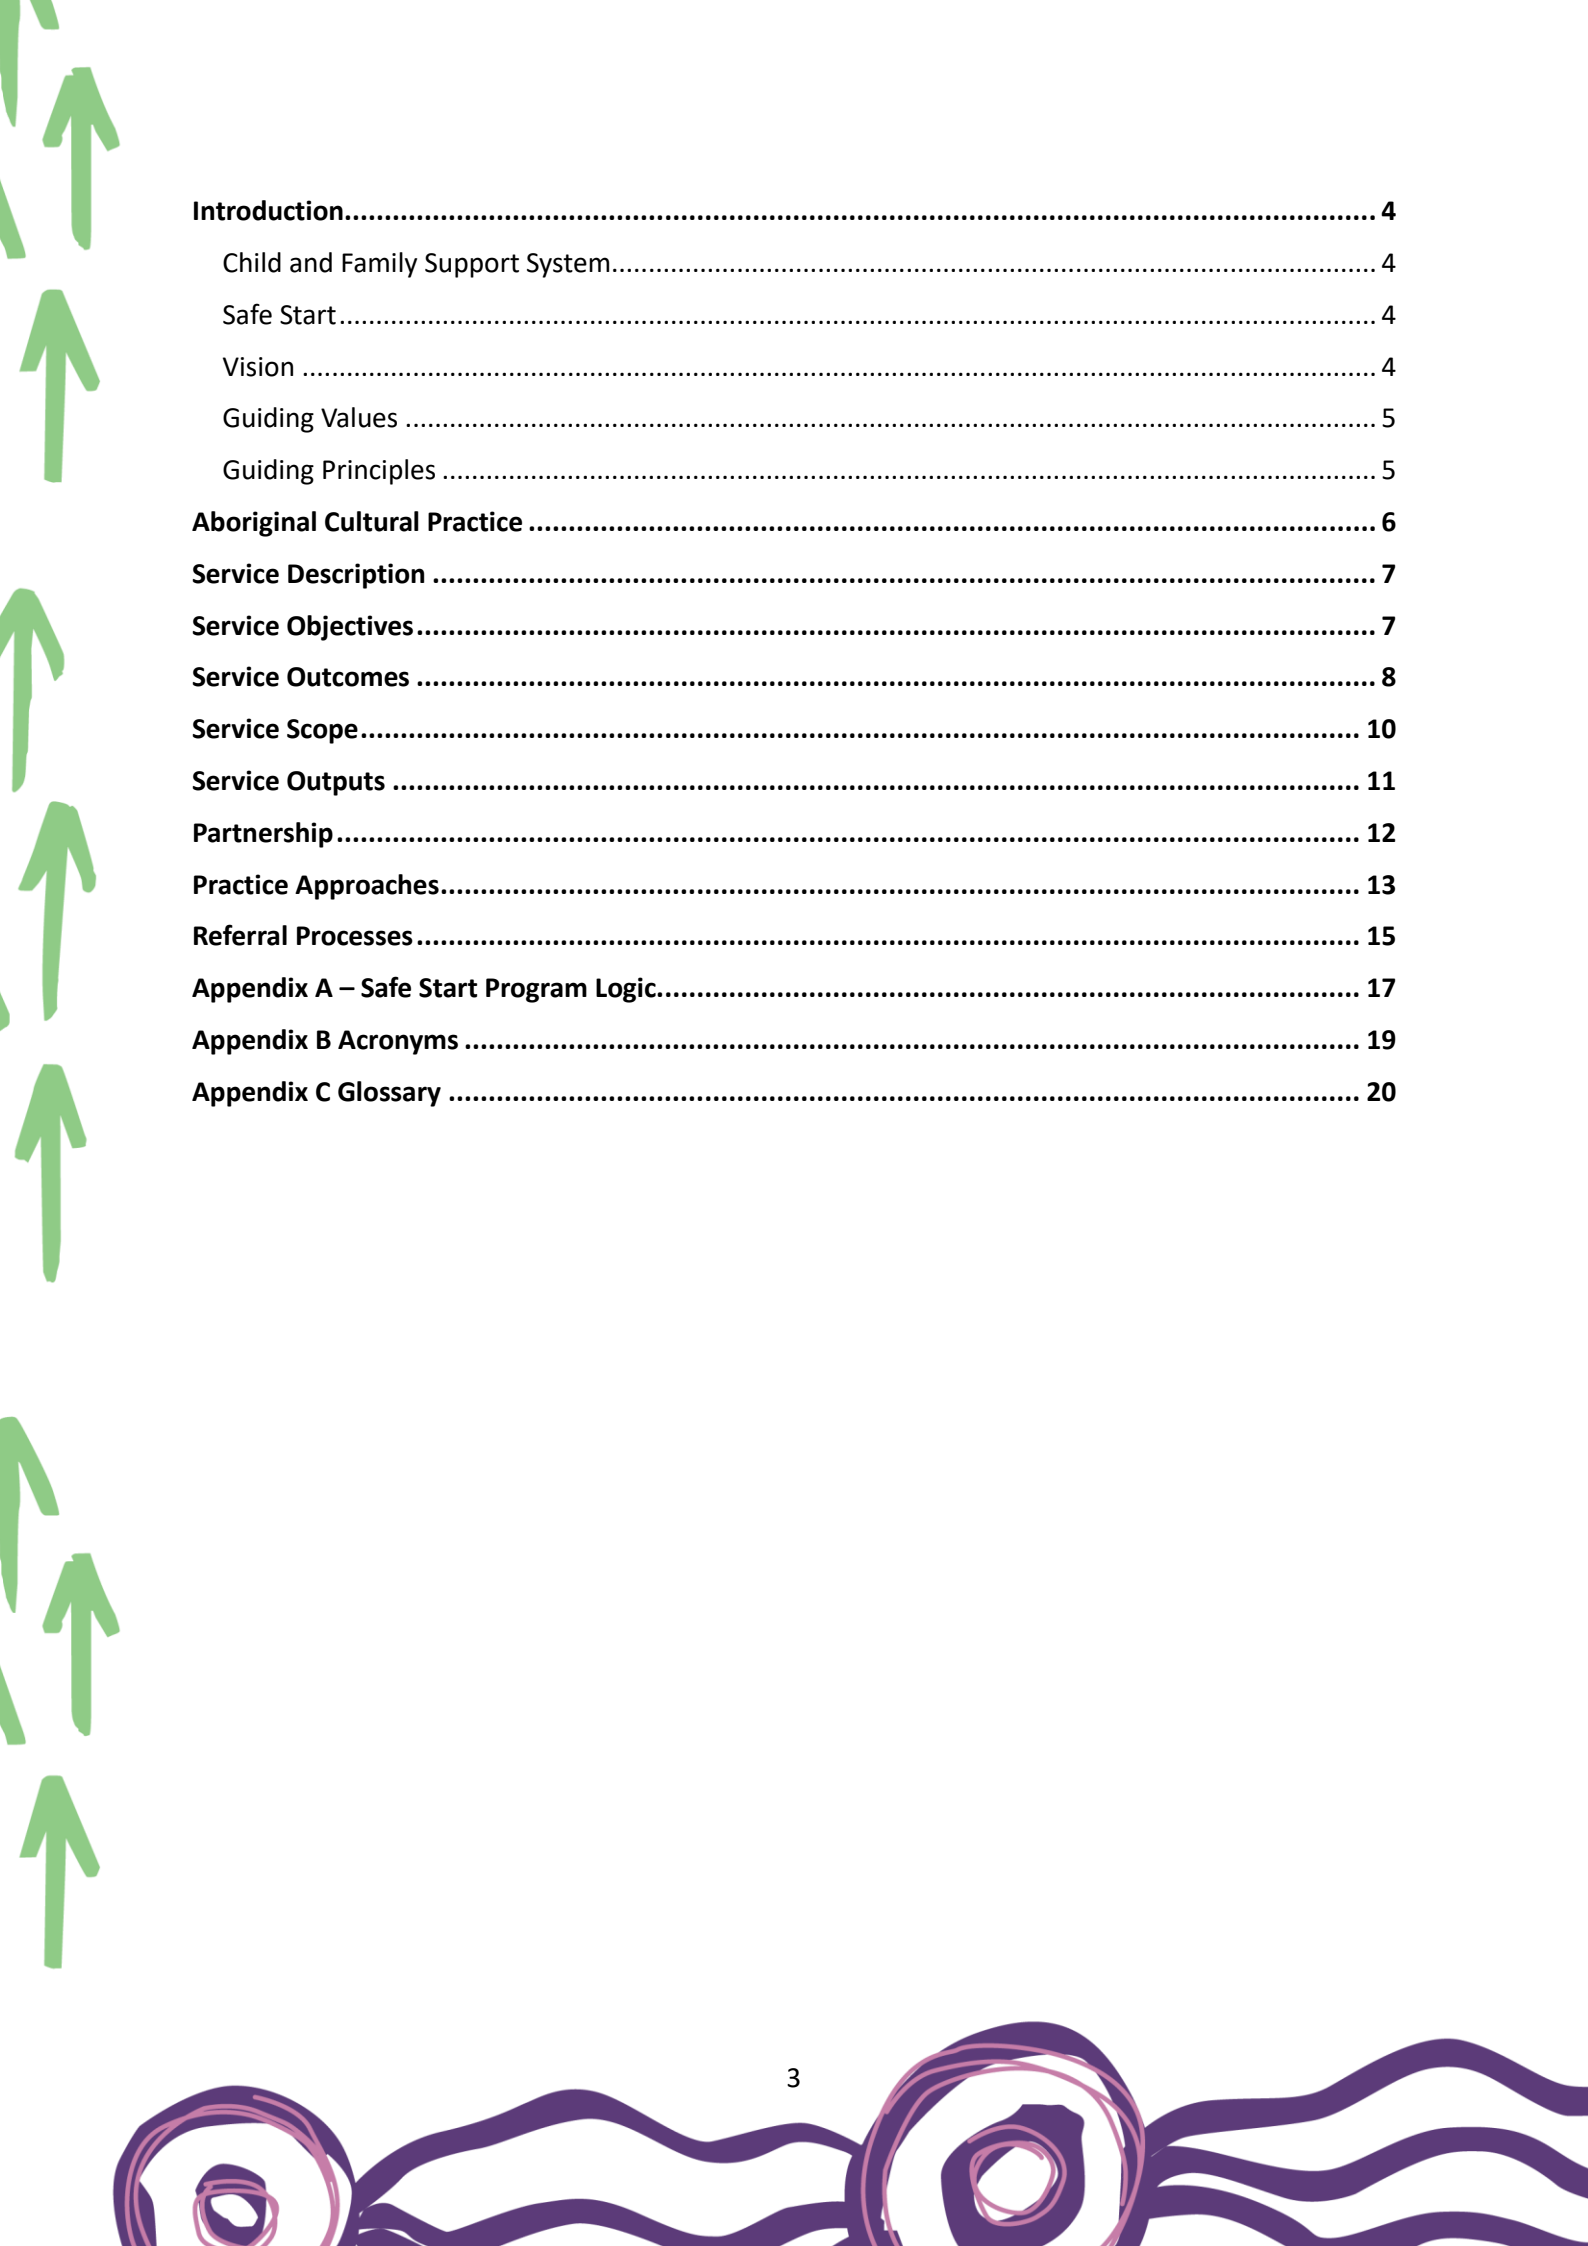 Introduction.................................................................................................................................. 4
Child and Family Support System....................................................................................................... 4
Safe Start............................................................................................................................................ 4
Vision ................................................................................................................................................. 4
Guiding Values ................................................................................................................................... 5
Guiding Principles .............................................................................................................................. 5
Aboriginal Cultural Practice ........................................................................................................... 6
Service Description ....................................................................................................................... 7
Service Objectives......................................................................................................................... 7
Service Outcomes ......................................................................................................................... 8
Service Scope.............................................................................................................................. 10
Service Outputs .......................................................................................................................... 11
Partnership................................................................................................................................. 12
Practice Approaches.................................................................................................................... 13
Referral Processes....................................................................................................................... 15
Appendix A – Safe Start Program Logic........................................................................................ 17
Appendix B Acronyms ................................................................................................................. 19
Appendix C Glossary ................................................................................................................... 20
3